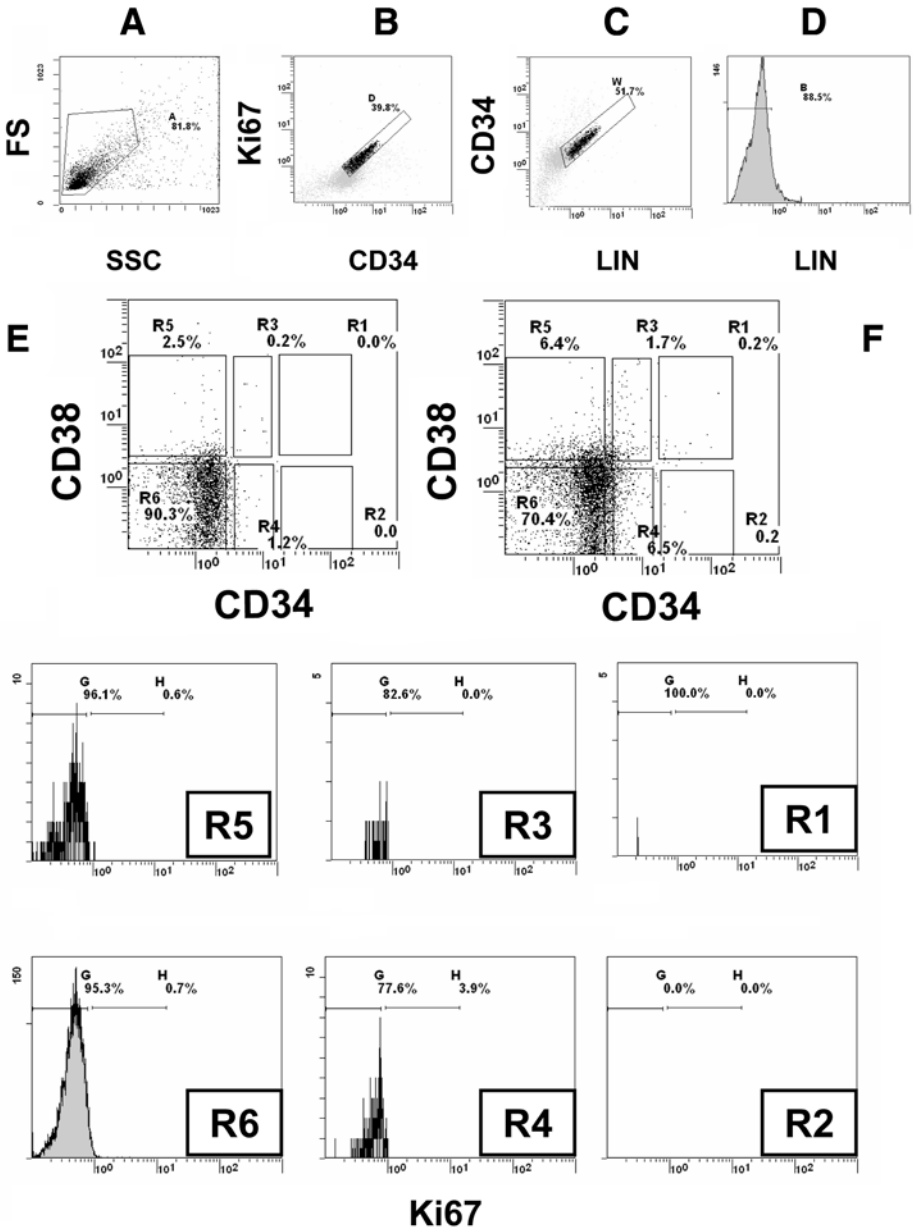 A B C D
FS
1023
0
A
81.8%
0 1023
SSC
Ki67
10² 10¹ 10⁰
D
39.8%
10⁰ 10¹ 10²
CD34
CD34
10² 10¹ 10⁰
W
51.7%
10⁰ 10¹ 10²
LIN
146
B
88.5%
10⁰ 10¹ 10²
LIN
E
CD38
10² 10¹ 10⁰
R5
2.5%
R3
0.2%
R1
0.0%
R6
90.3%
R4
1.2%
R2
0.0
10⁰ 10¹ 10²
CD34
F
CD38
10² 10¹ 10⁰
R5
6.4%
R3
1.7%
R1
0.2%
R6
70.4%
R4
6.5%
R2
0.2
10⁰ 10¹ 10²
CD34
10
G H
96.1% 0.6%
R5
10⁰ 10¹ 10²
5
G H
82.6% 0.0%
R3
10⁰ 10¹ 10²
5
G H
100.0% 0.0%
R1
10⁰ 10¹ 10²
150
G H
95.3% 0.7%
R6
10⁰ 10¹ 10²
10
G H
77.6% 3.9%
R4
10⁰ 10¹ 10²
G H
0.0% 0.0%
R2
10⁰ 10¹ 10²
Ki67